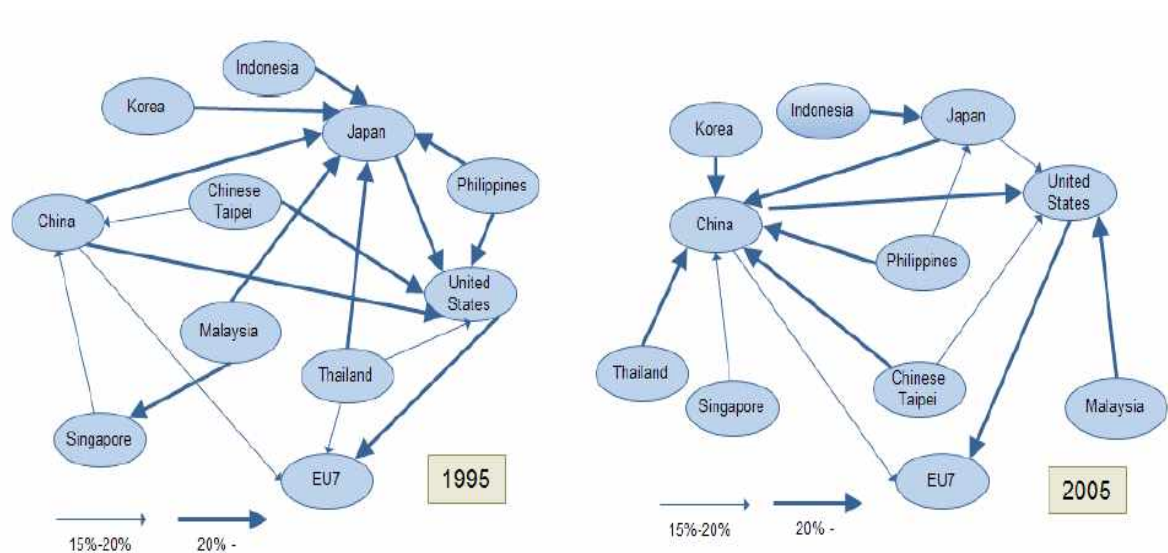 Indonesia
Korea
Japan
Philippines
Chinese
Taipei
China
United
States
Malaysia
Thailand
Singapore
EU7
1995
15%-20%
20% -
Indonesia
Japan
Korea
United
States
China
Philippines
Thailand
Singapore
Chinese
Taipei
Malaysia
EU7
2005
15%-20%
20% -